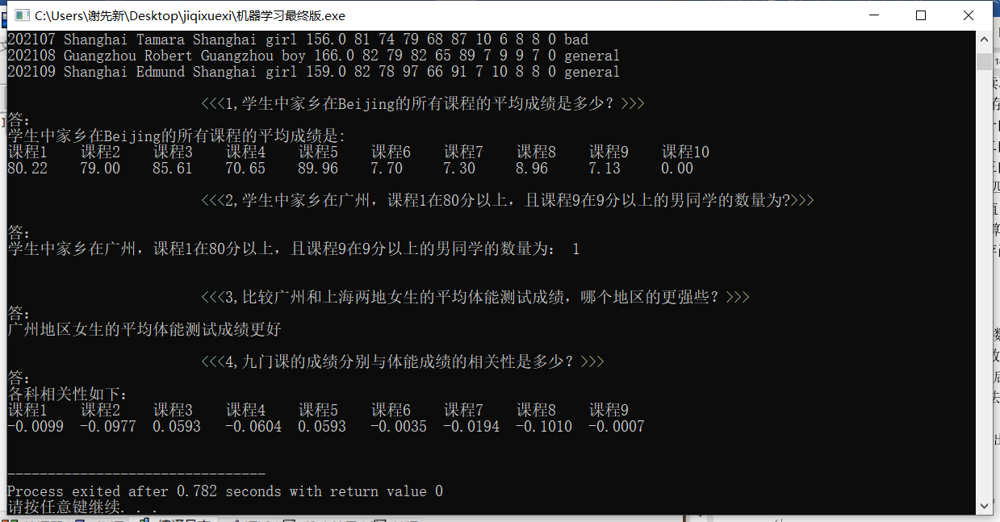 C:\Users\谢先新\Desktop\jiqixuexi\机器学习最终版.exe
202107 Shanghai Tamara Shanghai girl 156.0 81 74 79 68 87 10 6 8 8 0 bad
202108 Guangzhou Robert Guangzhou boy 166.0 82 79 82 65 89 7 9 9 7 0 general
202109 Shanghai Edmund Shanghai girl 159.0 82 78 97 66 91 7 10 8 8 0 general
<<<1,学生中家乡在Beijing的所有课程的平均成绩是多少？>>>
答：
学生中家乡在Beijing的所有课程的平均成绩是:
课程1 课程2 课程3 课程4 课程5 课程6 课程7 课程8 课程9 课程10
80.22 79.00 85.61 70.65 89.96 7.70 7.30 8.96 7.13 0.00
<<<2,学生中家乡在广州，课程1在80分以上，且课程9在9分以上的男同学的数量为?>>>
答：
学生中家乡在广州，课程1在80分以上，且课程9在9分以上的男同学的数量为： 1
<<<3,比较广州和上海两地女生的平均体能测试成绩，哪个地区的更强些？>>>
答：
广州地区女生的平均体能测试成绩更好
<<<4,九门课的成绩分别与体能成绩的相关性是多少？>>>
答：
各科相关性如下：
课程1 课程2 课程3 课程4 课程5 课程6 课程7 课程8 课程9
-0.0099 -0.0977 0.0593 -0.0604 0.0593 -0.0035 -0.0194 -0.1010 -0.0007
--------------------------------
Process exited after 0.782 seconds with return value 0
请按任意键继续. . .